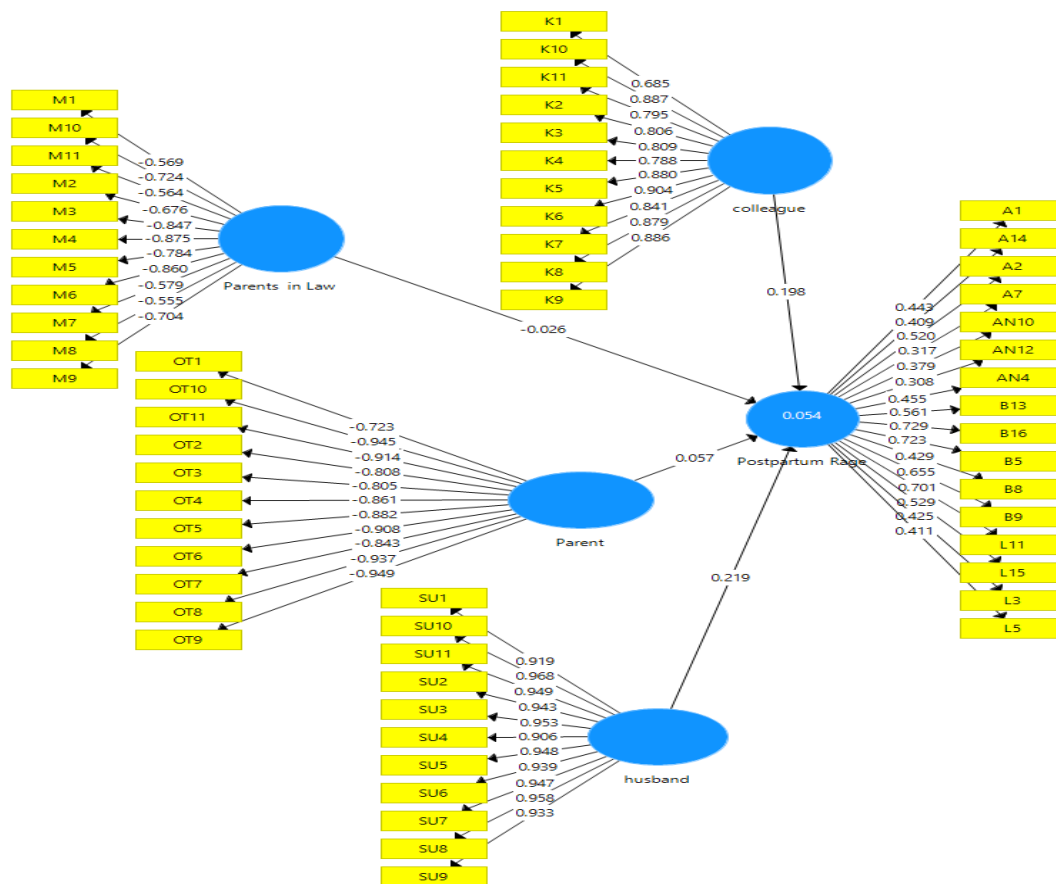 K1
K10
K11
K2
K3
K4
K5
K6
K7
K8
K9
0.685
0.887
0.795
0.806
0.809
0.788
0.880
0.904
0.841
0.879
0.886
colleague
M1
M10
M11
M2
M3
M4
M5
M6
M7
M8
M9
-0.569
-0.724
-0.564
-0.676
-0.847
-0.875
-0.784
-0.860
-0.579
-0.555
-0.704
Parents in Law
0.198
-0.026
0.057
0.219
OT1
OT10
OT11
OT2
OT3
OT4
OT5
OT6
OT7
OT8
OT9
-0.723
-0.945
-0.914
-0.808
-0.805
-0.861
-0.882
-0.908
-0.843
-0.937
-0.949
Parent
0.054
Postpartum Rage
0.443
0.409
0.520
0.317
0.379
0.308
0.455
0.561
0.729
0.723
0.429
0.655
0.701
0.529
0.425
0.411
A1
A14
A2
A7
AN10
AN12
AN4
B13
B16
B5
B8
B9
L11
L15
L3
L5
SU1
SU10
SU11
SU2
SU3
SU4
SU5
SU6
SU7
SU8
SU9
0.919
0.968
0.949
0.943
0.953
0.906
0.948
0.939
0.947
0.958
0.933
husband